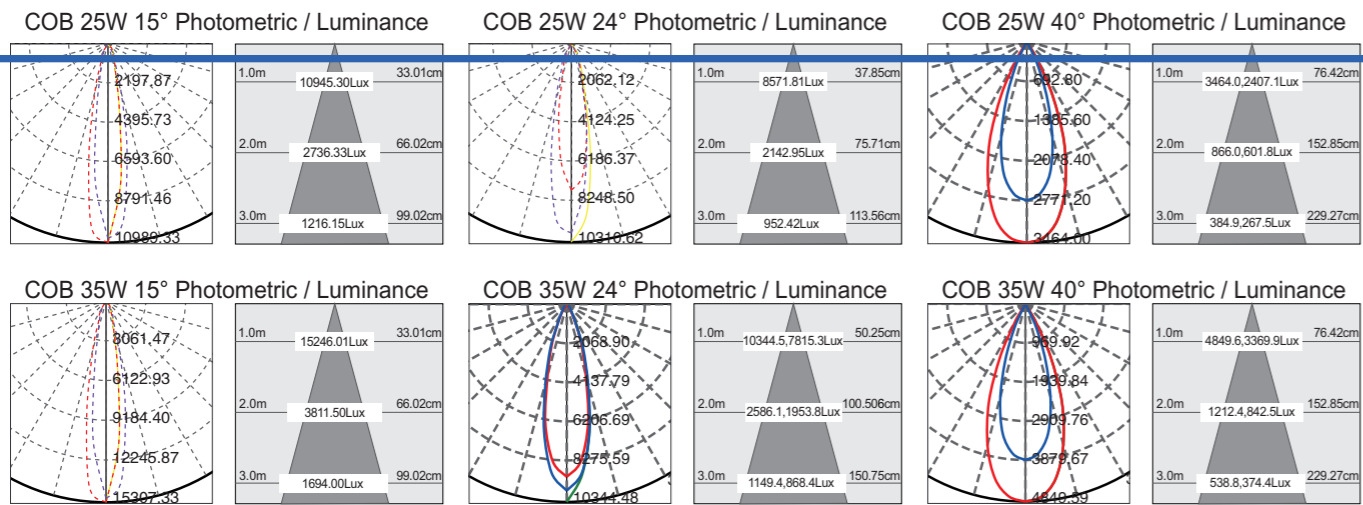 COB 25W 15° Photometric / Luminance
2197.87
4395.73
6593.60
8791.46
10989.33
1.0m 10945.30Lux 33.01cm
2.0m 2736.33Lux 66.02cm
3.0m 1216.15Lux 99.02cm
COB 25W 24° Photometric / Luminance
2062.12
4124.25
6186.37
8248.50
10310.62
1.0m 8571.81Lux 37.85cm
2.0m 2142.95Lux 75.71cm
3.0m 952.42Lux 113.56cm
COB 25W 40° Photometric / Luminance
692.80
1385.60
2078.40
2771.20
3464.00
1.0m 3464.0,2407.1Lux 76.42cm
2.0m 866.0,601.8Lux 152.85cm
3.0m 384.9,267.5Lux 229.27cm
COB 35W 15° Photometric / Luminance
3061.47
6122.93
9184.40
12245.87
15307.33
1.0m 15246.01Lux 33.01cm
2.0m 3811.50Lux 66.02cm
3.0m 1694.00Lux 99.02cm
COB 35W 24° Photometric / Luminance
2068.90
4137.79
6206.69
8275.59
10344.48
1.0m 10344.5,7815.3Lux 50.25cm
2.0m 2586.1,1953.8Lux 100.506cm
3.0m 1149.4,868.4Lux 150.75cm
COB 35W 40° Photometric / Luminance
969.92
1939.84
2909.76
3879.67
4849.59
1.0m 4849.6,3369.9Lux 76.42cm
2.0m 1212.4,842.5Lux 152.85cm
3.0m 538.8,374.4Lux 229.27cm